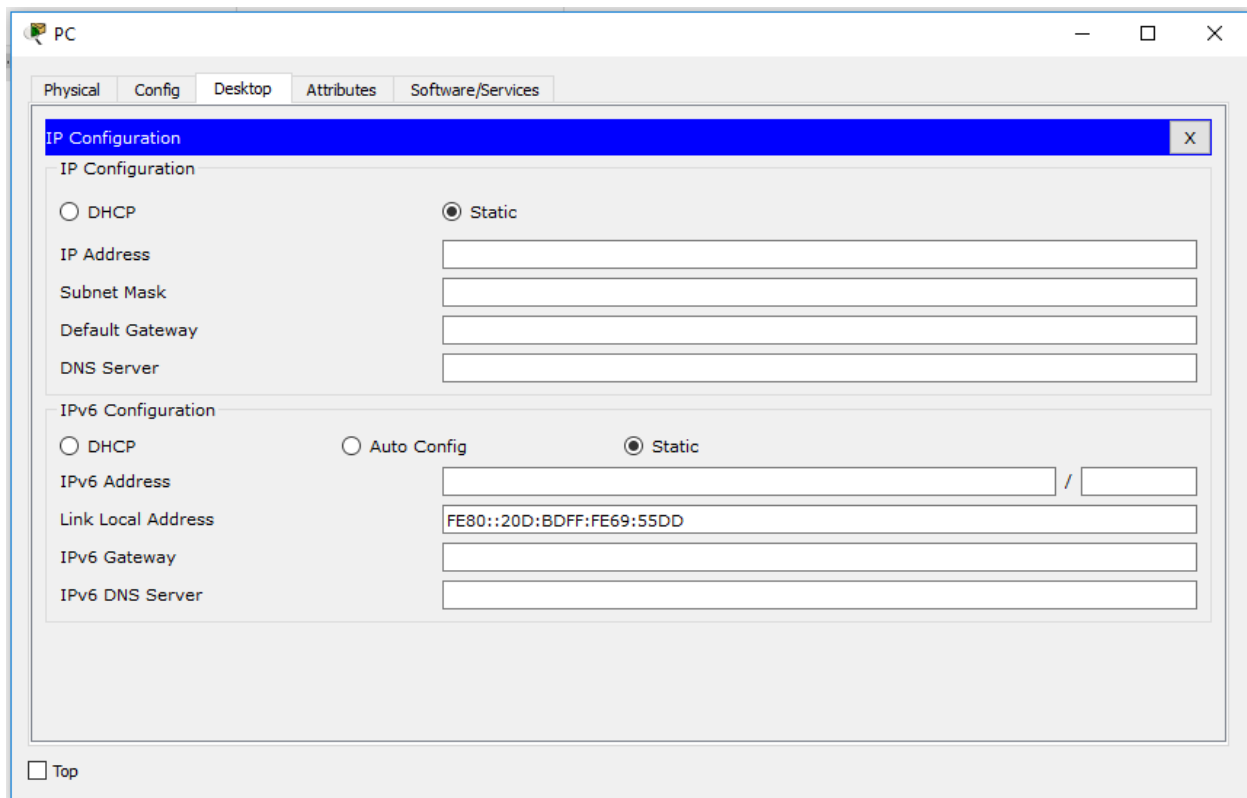 PC
Physical Config Desktop Attributes Software/Services
IP Configuration X
IP Configuration
DHCP Static
IP Address
Subnet Mask
Default Gateway
DNS Server
IPv6 Configuration
DHCP Auto Config Static
IPv6 Address /
Link Local Address FE80::20D:BDFF:FE69:55DD
IPv6 Gateway
IPv6 DNS Server
Top